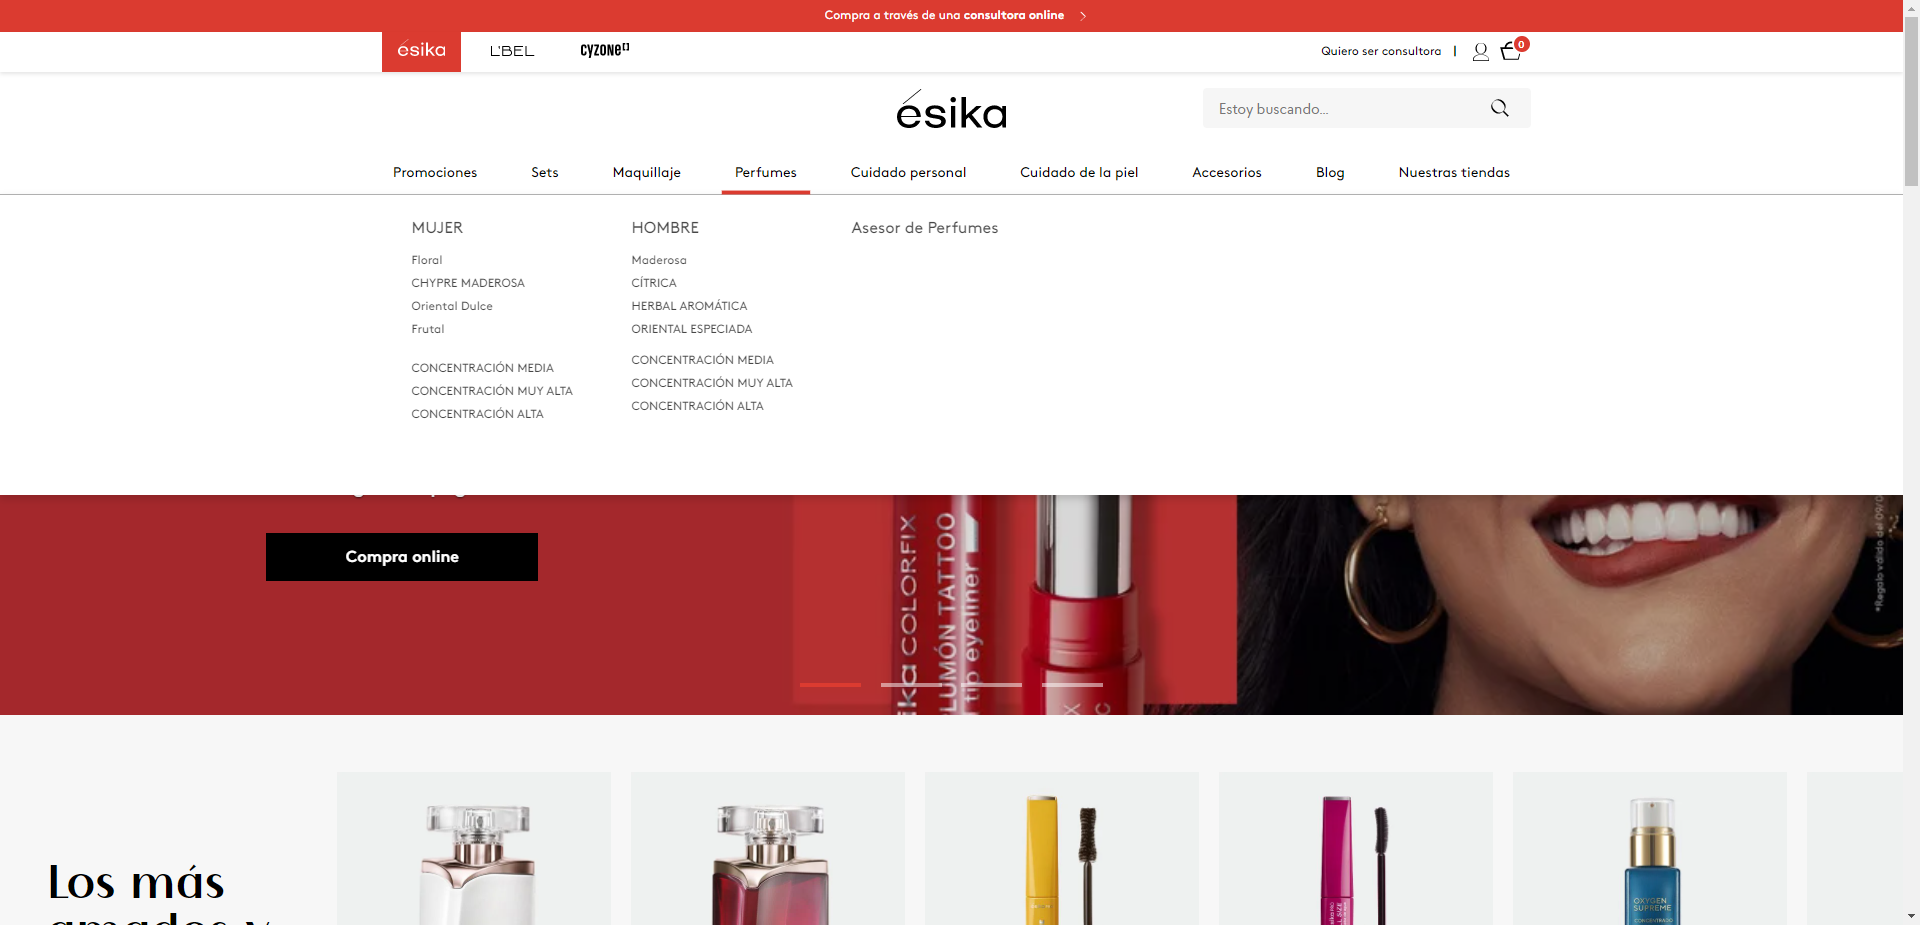 Compra a través de una consultora online
ésika
L'BEL
cyzone
Quiero ser consultora
0
ésika
Estoy buscando...
Promociones
Sets
Maquillaje
Perfumes
Cuidado personal
Cuidado de la piel
Accesorios
Blog
Nuestras tiendas
MUJER
Floral
CHYPRE MADEROSA
Oriental Dulce
Frutal
CONCENTRACIÓN MEDIA
CONCENTRACIÓN MUY ALTA
CONCENTRACIÓN ALTA
HOMBRE
Maderosa
CÍTRICA
HERBAL AROMÁTICA
ORIENTAL ESPECIADA
CONCENTRACIÓN MEDIA
CONCENTRACIÓN MUY ALTA
CONCENTRACIÓN ALTA
Asesor de Perfumes
Compra online
COLORFIX
TATTOO
tip eyeliner
*Regalo válido del 09/0
Los más
amados y
OXYGEN
SUPREME
CONCENTRADO